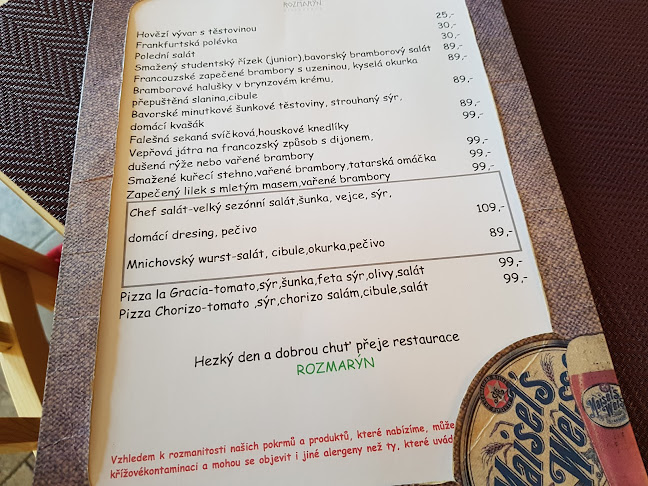 ROZMARÝN
Hovězí vývar s těstovinou 25,-
Frankfurtská polévka 30,-
Polední salát 30,-
Smažený studentský řízek (junior),bavorský bramborový salát 89,-
Francouzské zapečené brambory s uzeninou, kyselá okurka 89,-
Bramborové halušky v brynzovém krému,
přepuštěná slanina,cibule 89,-
Bavorské minutkové šunkové těstoviny, strouhaný sýr,
domácí kvašák 89,-
Falešná sekaná svíčková,houskové knedlíky 99,-
Vepřová játra na francozský způsob s dijonem,
dušená rýže nebo vařené brambory 99,-
Smažené kuřecí stehno,vařené brambory,tatarská omáčka 99,-
Zapečený lilek s mletým masem,vařené brambory 99,-
Chef salát-velký sezónní salát,šunka, vejce, sýr,
domácí dresing, pečivo 109,-
Mnichovský wurst-salát, cibule,okurka,pečivo 89,-
Pizza la Gracia-tomato,sýr,šunka,feta sýr,olivy,salát 99,-
Pizza Chorizo-tomato ,sýr,chorizo salám,cibule,salát 99,-
Hezký den a dobrou chuť přeje restaurace
ROZMARÝN
Vzhledem k rozmanitosti našich pokrmů a produktů, které nabízíme, může
křížovékontaminaci a mohou se objevit i jiné alergeny než ty, které uvád
Maisel's
Weisse